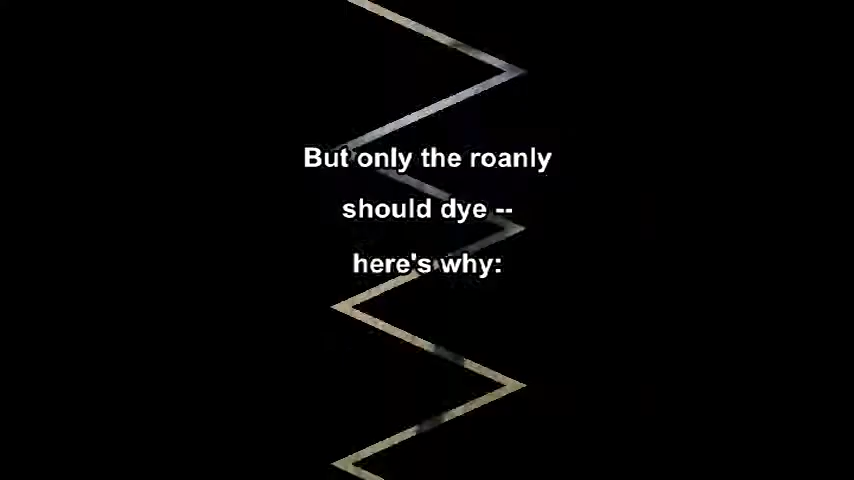 But only the roanly
should dye --
here's why: